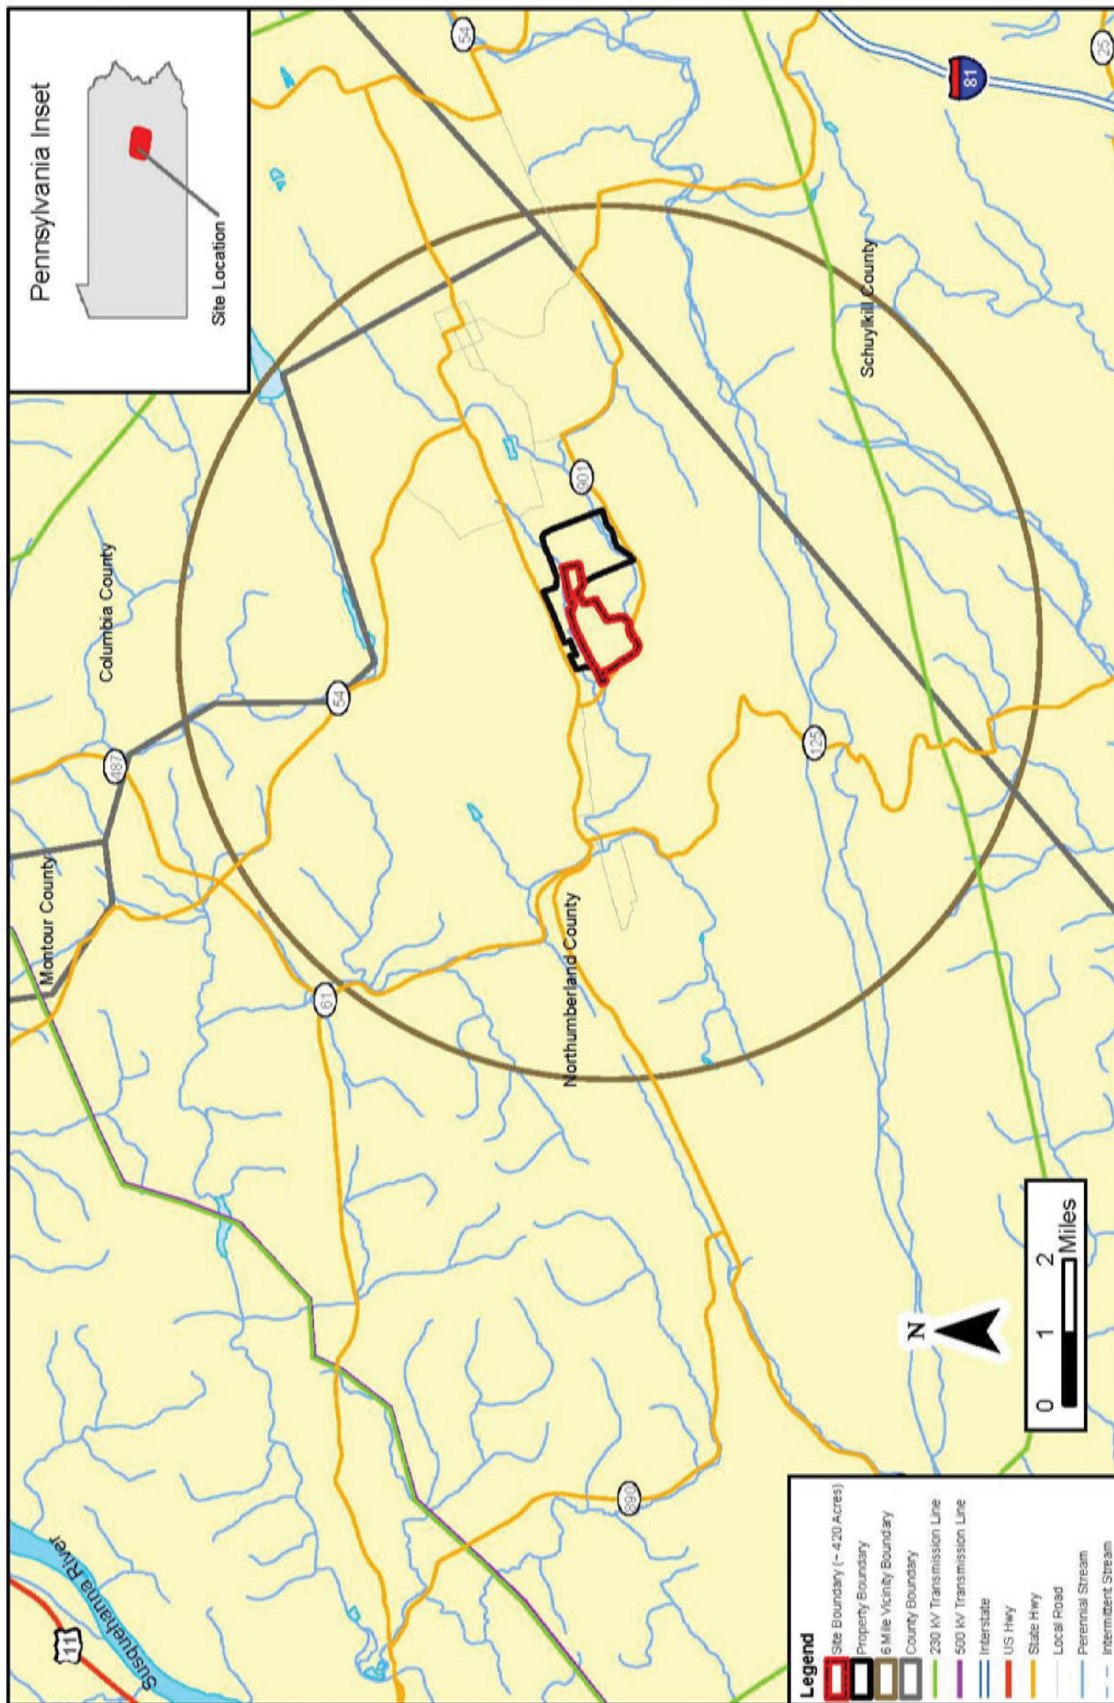 Pennsylvania Inset
Site Location
Susquehanna River
11
Montour County
Columbia County
487
54
54
61
81
25
901
Northumberland County
Schuylkill County
125
890
N
0 1 2
Miles
Legend
Site Boundary (~ 420 Acres)
Property Boundary
6 Mile Vicinity Boundary
County Boundary
230 kV Transmission Line
500 kV Transmission Line
Interstate
US Hwy
State Hwy
Local Road
Perennial Stream
Intermittent Stream